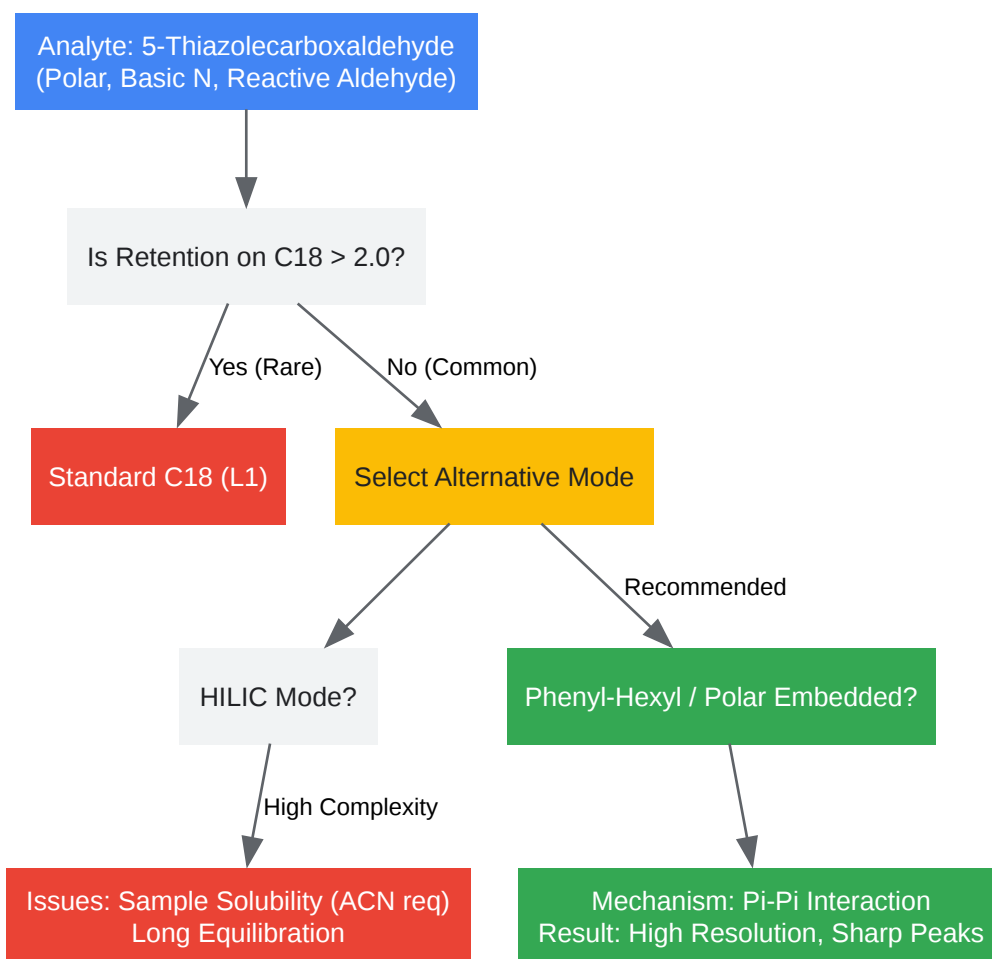 Analyte: 5-Thiazolecarboxaldehyde
(Polar, Basic N, Reactive Aldehyde)
Is Retention on C18 > 2.0?
Yes (Rare)
No (Common)
Standard C18 (L1)
Select Alternative Mode
Recommended
HILIC Mode?
Phenyl-Hexyl / Polar Embedded?
High Complexity
Issues: Sample Solubility (ACN req)
Long Equilibration
Mechanism: Pi-Pi Interaction
Result: High Resolution, Sharp Peaks